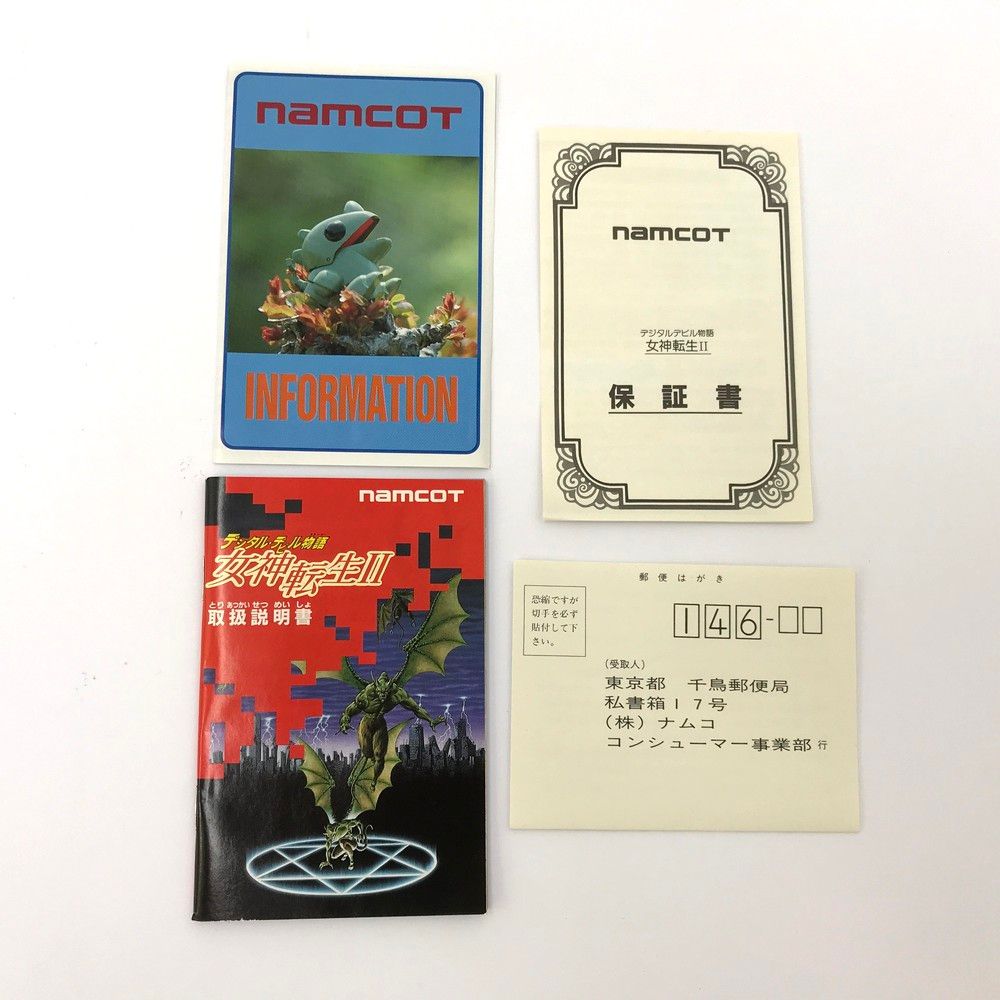 namcoT
INFORMATION
namcoT
デジタルデビル物語
女神転生II
保証書
namcoT
デジタル・デビル物語
女神転生II
とりあつかいせつめいしょ
取扱説明書
郵便はがき
恐縮ですが
切手を必ず
貼付して下
さい。
146-
(受取人)
東京都 千鳥郵便局
私書箱17号
(株)ナムコ
コンシューマー事業部 行